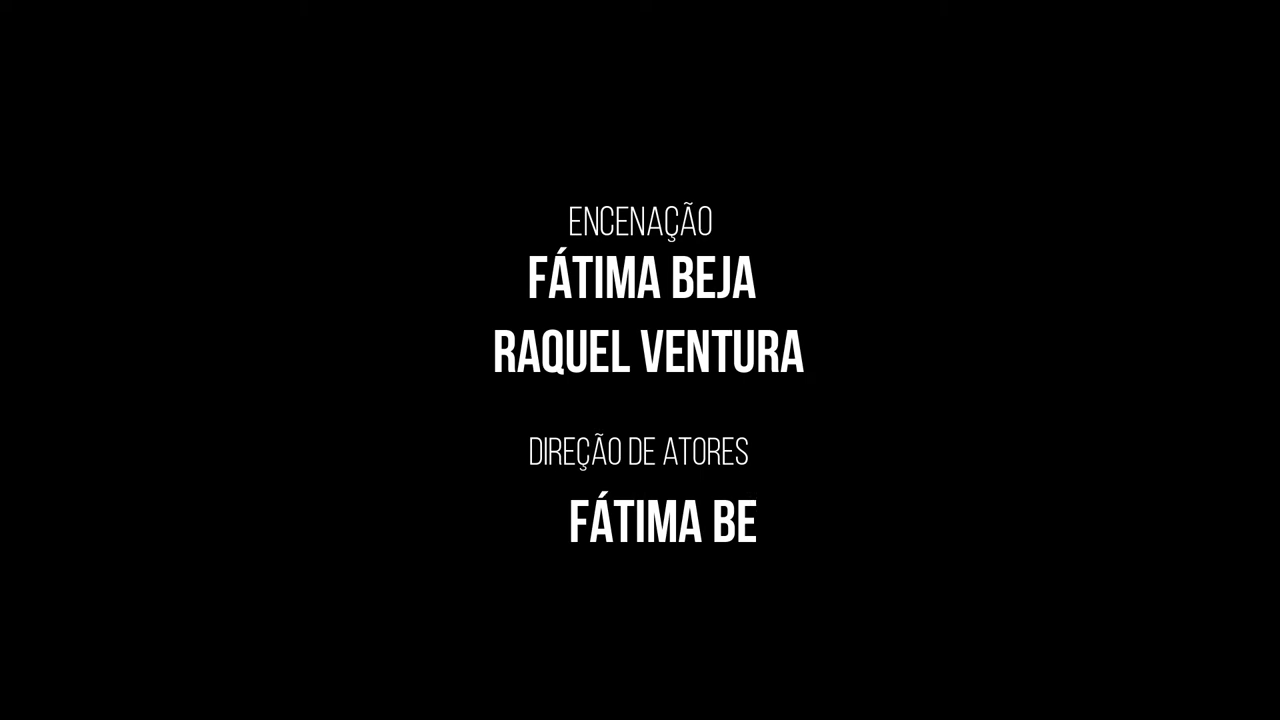 ENCENAÇÃO
FÁTIMA BEJA
RAQUEL VENTURA
DIREÇÃO DE ATORES
FÁTIMA BE